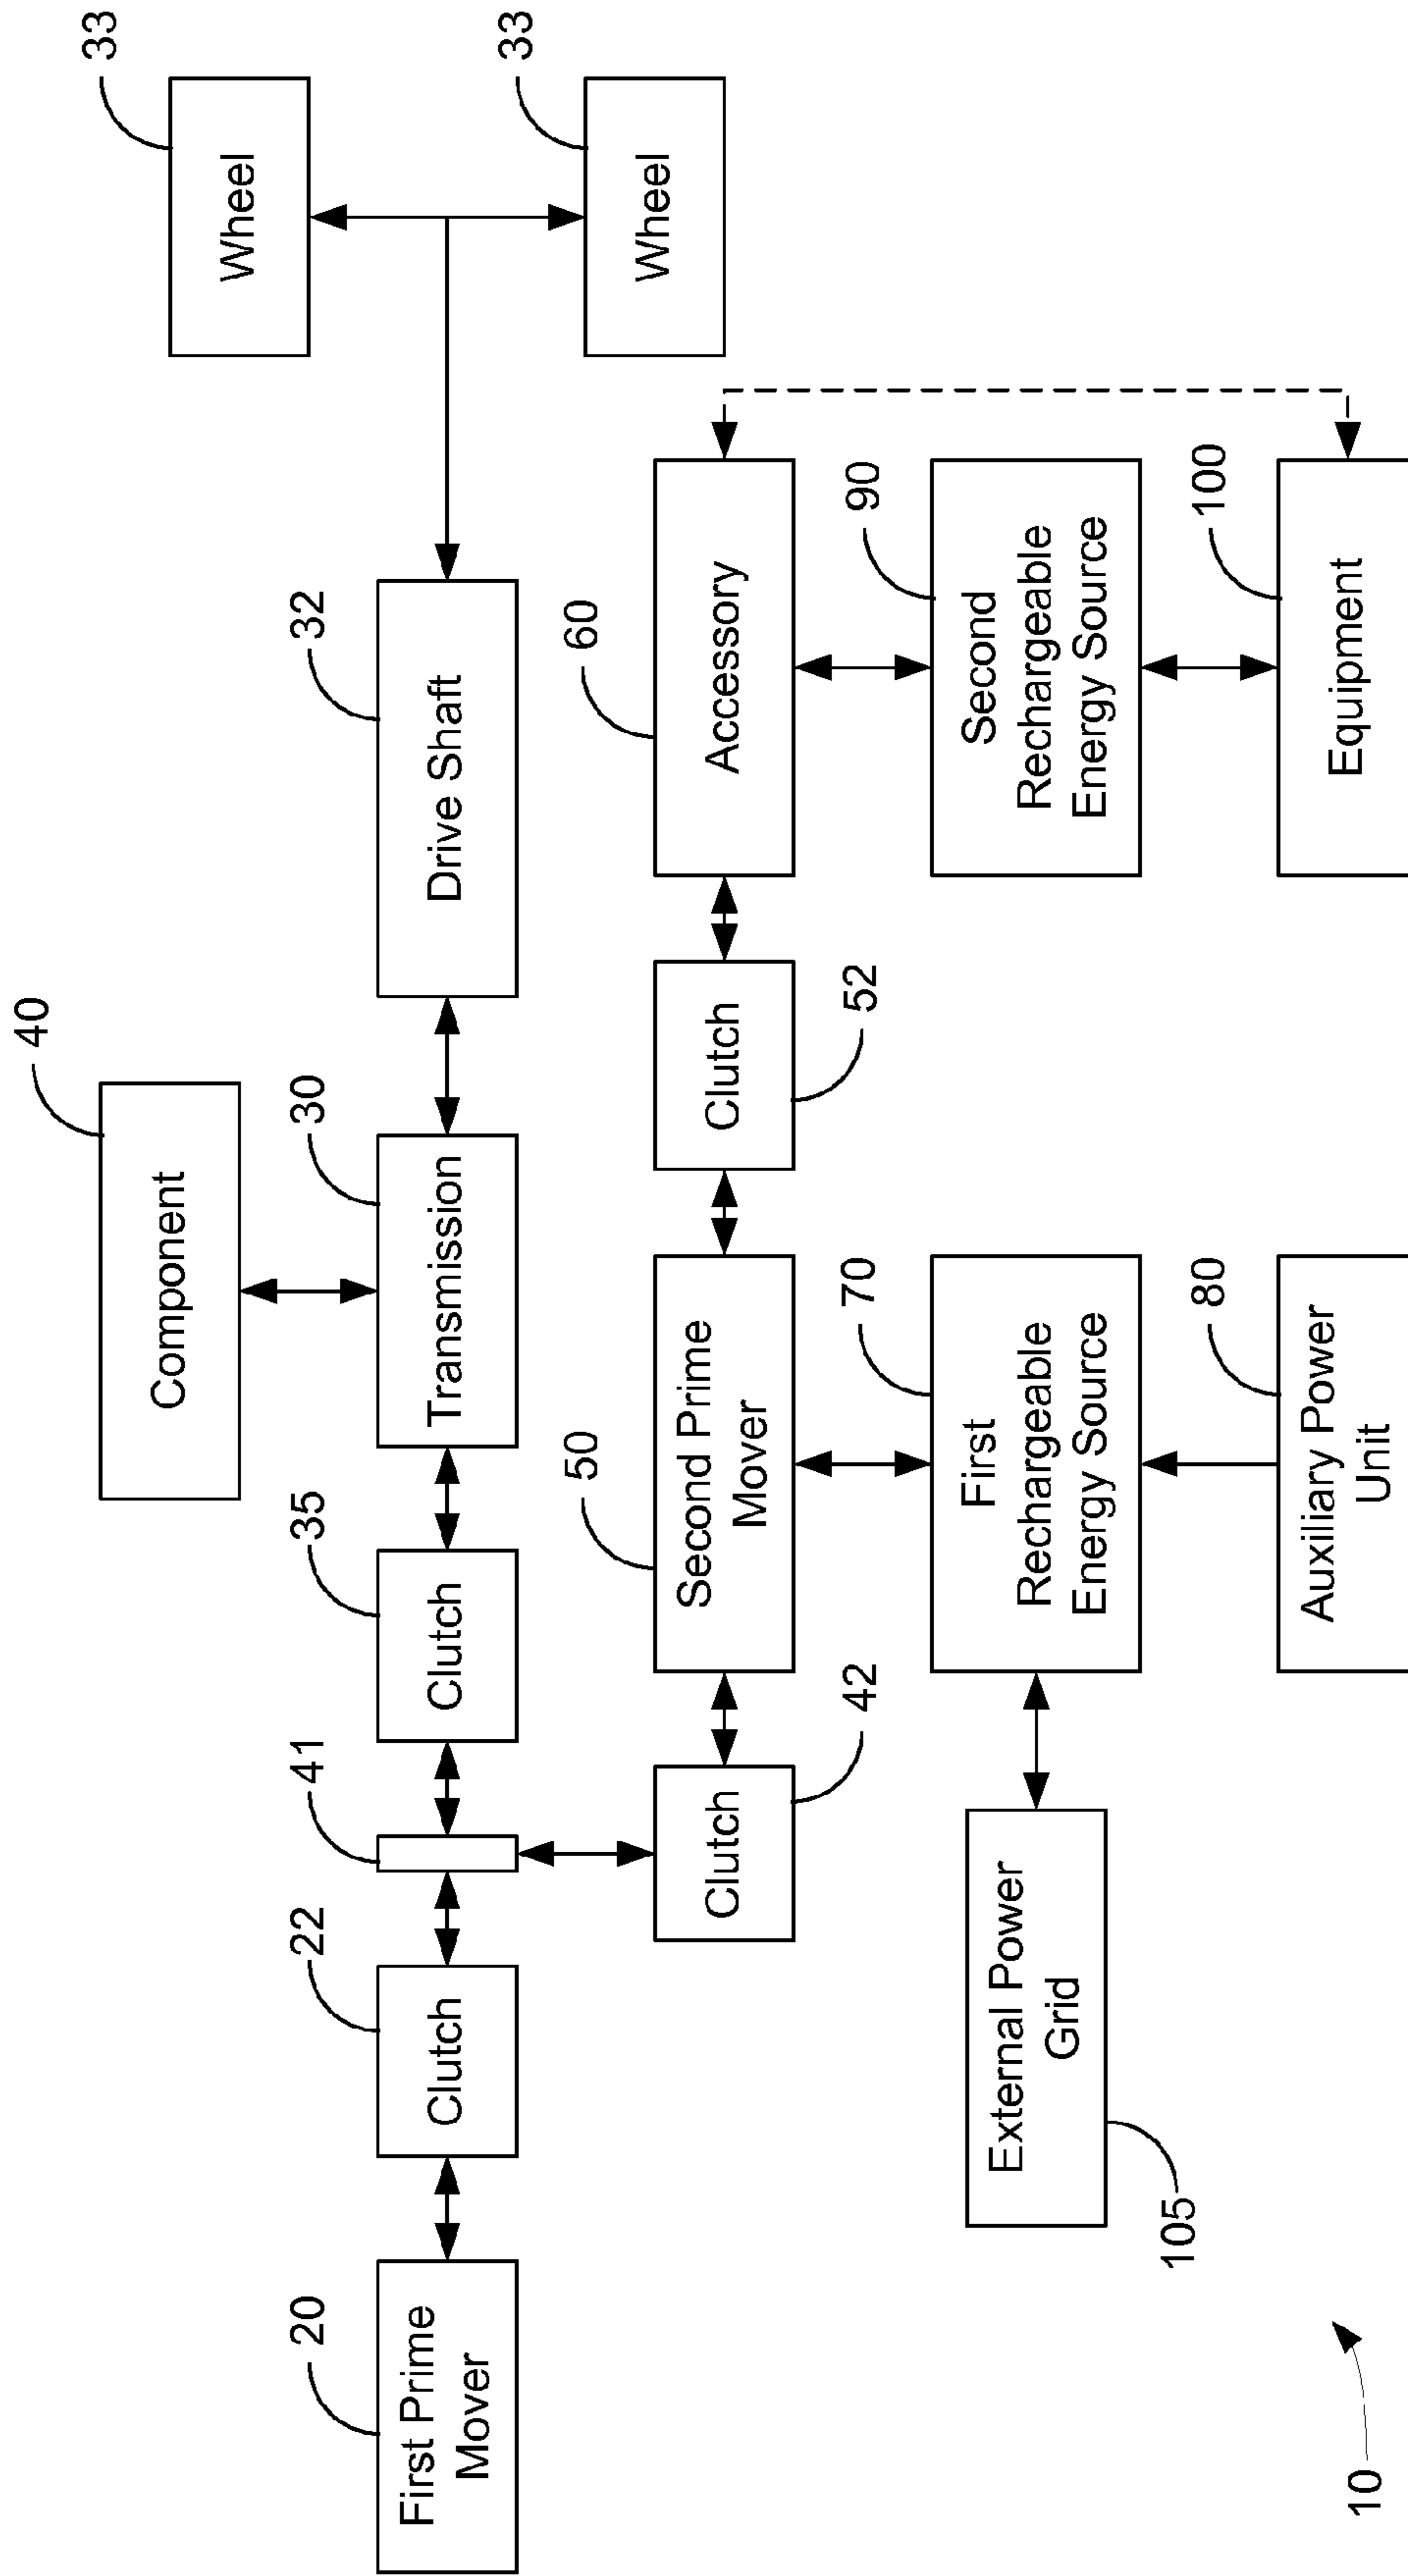 33
Wheel
33
Wheel
40
Component
20
First Prime
Mover
22
Clutch
41
35
Clutch
30
Transmission
32
Drive Shaft
42
Clutch
50
Second Prime
Mover
52
Clutch
60
Accessory
105
External Power
Grid
70
First
Rechargeable
Energy Source
90
Second
Rechargeable
Energy Source
80
Auxiliary Power
Unit
100
Equipment
10